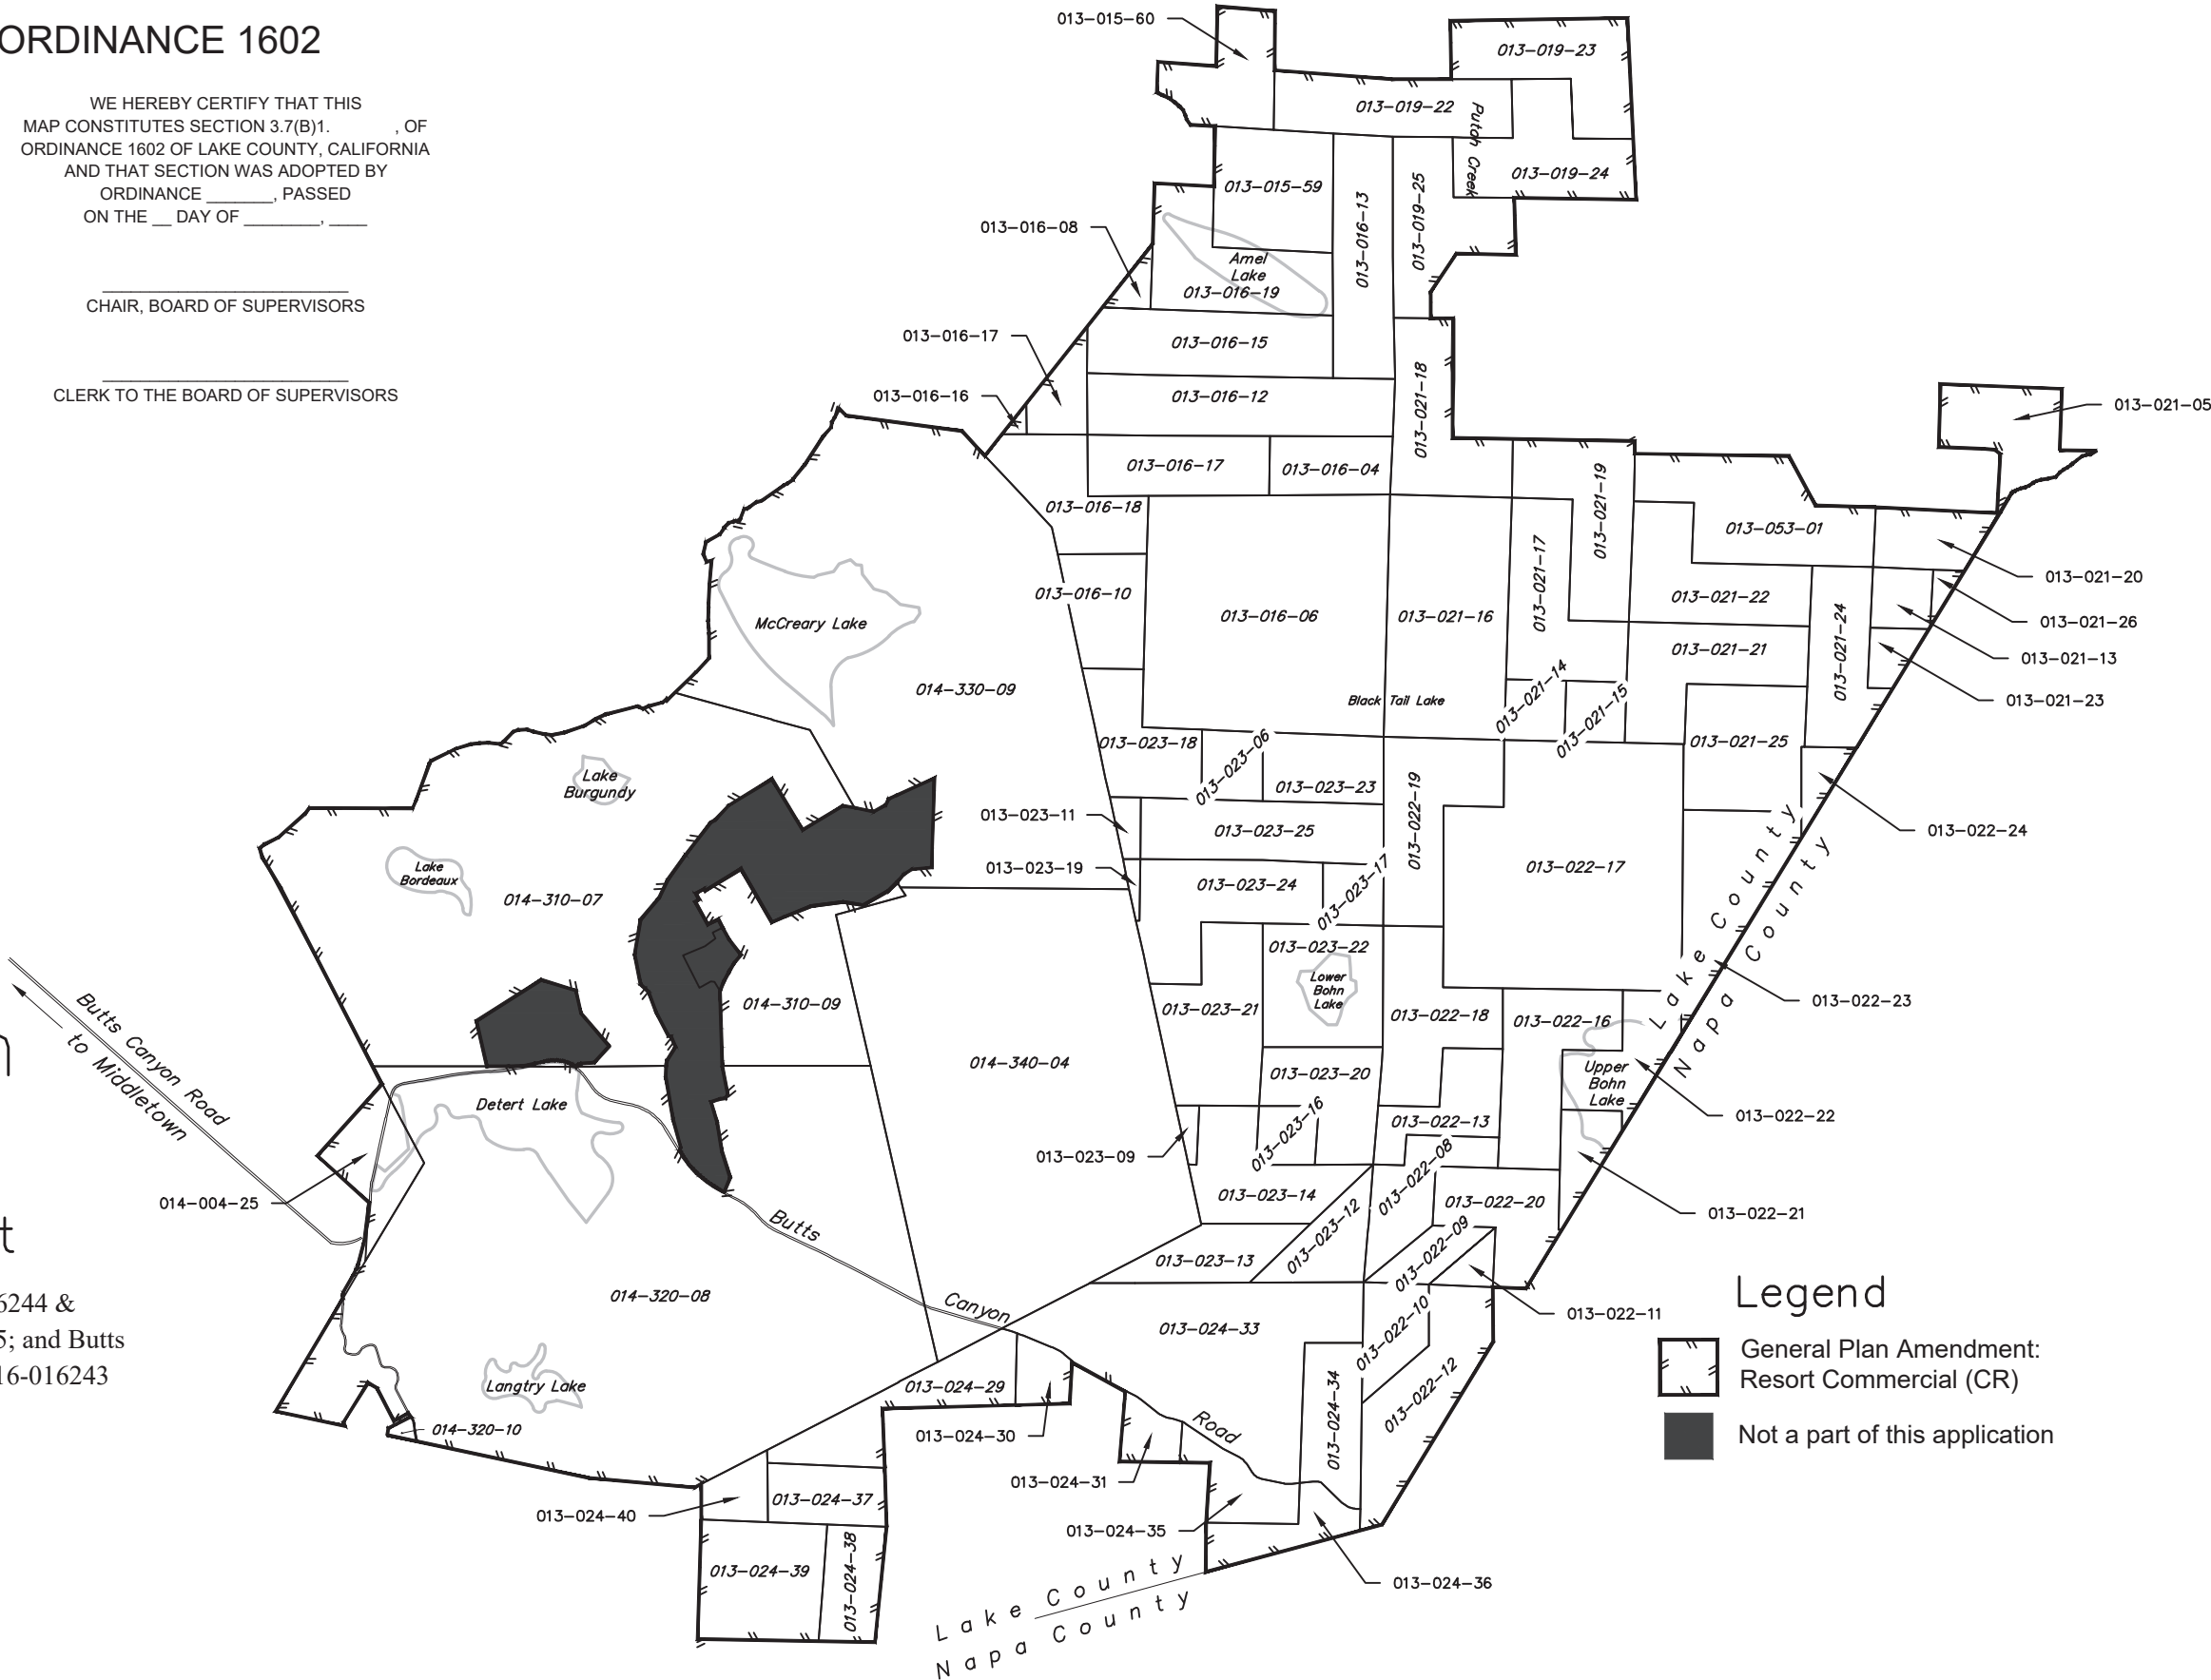 ORDINANCE 1602
WE HEREBY CERTIFY THAT THIS
MAP CONSTITUTES SECTION 3.7(B)1. , OF
ORDINANCE 1602 OF LAKE COUNTY, CALIFORNIA
AND THAT SECTION WAS ADOPTED BY
ORDINANCE _______, PASSED
ON THE __ DAY OF ________, ____
CHAIR, BOARD OF SUPERVISORS
CLERK TO THE BOARD OF SUPERVISORS
013-015-60
013-019-23
013-019-22
Putah Creek
013-019-24
013-015-59
013-016-13
013-019-25
013-016-08
Amel
Lake
013-016-19
013-016-17
013-016-15
013-016-16
013-016-12
013-021-18
013-021-05
013-016-17
013-016-04
013-021-19
013-016-18
013-053-01
013-021-17
013-021-20
013-016-10
013-021-22
013-021-26
McCreary Lake
013-016-06
013-021-16
013-021-24
013-021-21
013-021-13
014-330-09
013-021-14
013-021-15
013-021-23
Black Tail Lake
013-023-18
013-023-06
013-021-25
Lake
Burgundy
013-023-23
013-022-19
013-023-11
013-023-25
013-022-24
013-023-19
013-023-24
013-023-17
013-022-17
Lake
Bordeaux
014-310-07
Lake County
Napa County
013-023-22
Lower
Bohn
Lake
014-310-09
013-023-21
013-022-18
013-022-16
013-022-23
Butts Canyon Road
to Middletown
014-340-04
013-023-20
Upper
Bohn
Lake
Detert Lake
013-023-16
013-022-13
013-022-22
013-023-09
013-022-08
014-004-25
013-023-14
013-022-20
013-022-21
t
Butts
013-023-12
013-022-09
013-023-13
6244 &
5; and Butts
16-016243
014-320-08
Canyon
013-022-11
013-024-33
013-022-10
Legend
General Plan Amendment:
Resort Commercial (CR)
Not a part of this application
Langtry Lake
013-024-29
013-024-34
013-022-12
014-320-10
013-024-30
Road
013-024-31
013-024-37
013-024-40
013-024-35
013-024-39
013-024-38
013-024-36
Lake County
Napa County